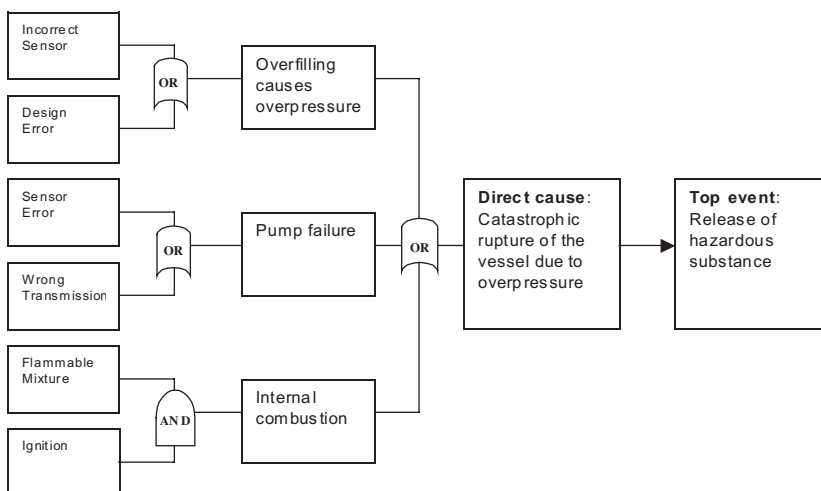 Incorrect
Sensor
OR
Design
Error
Overfilling
causes
overpressure
Sensor
Error
OR
Wrong
Transmission
Pump failure
Flammable
Mixture
AND
Ignition
Internal
combustion
OR
Direct cause:
Catastrophic
rupture of the
vessel due to
overpressure
Top event:
Release of
hazardous
substance